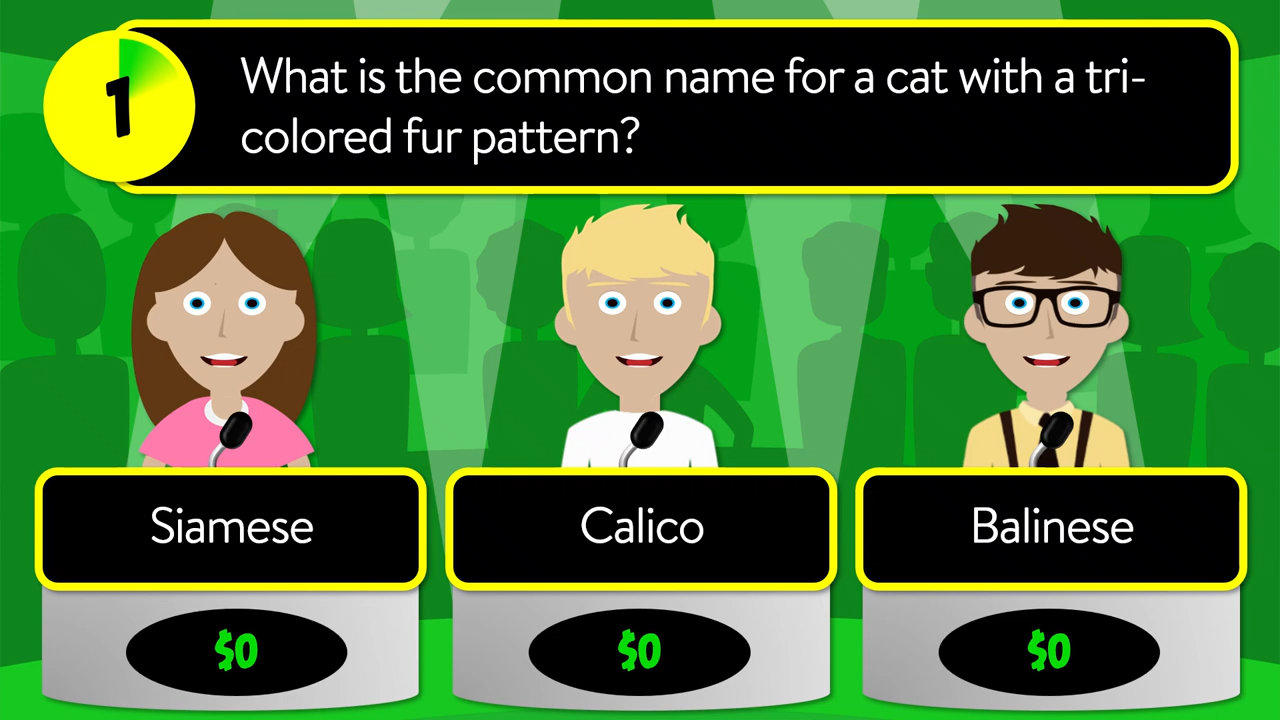 1
What is the common name for a cat with a tri-
colored fur pattern?
Siamese
Calico
Balinese
$0
$0
$0